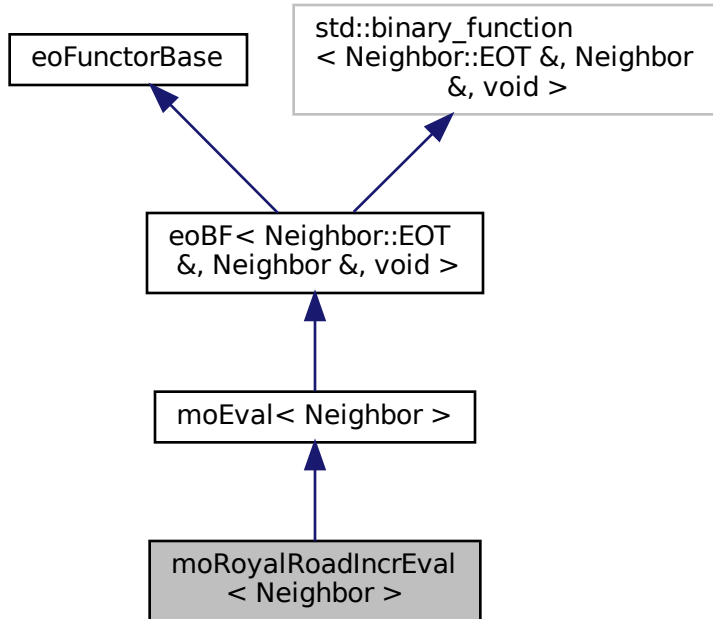 eoFunctorBase
std::binary_function
< Neighbor::EOT &, Neighbor
&, void >
eoBF< Neighbor::EOT
&, Neighbor &, void >
moEval< Neighbor >
moRoyalRoadIncrEval
< Neighbor >